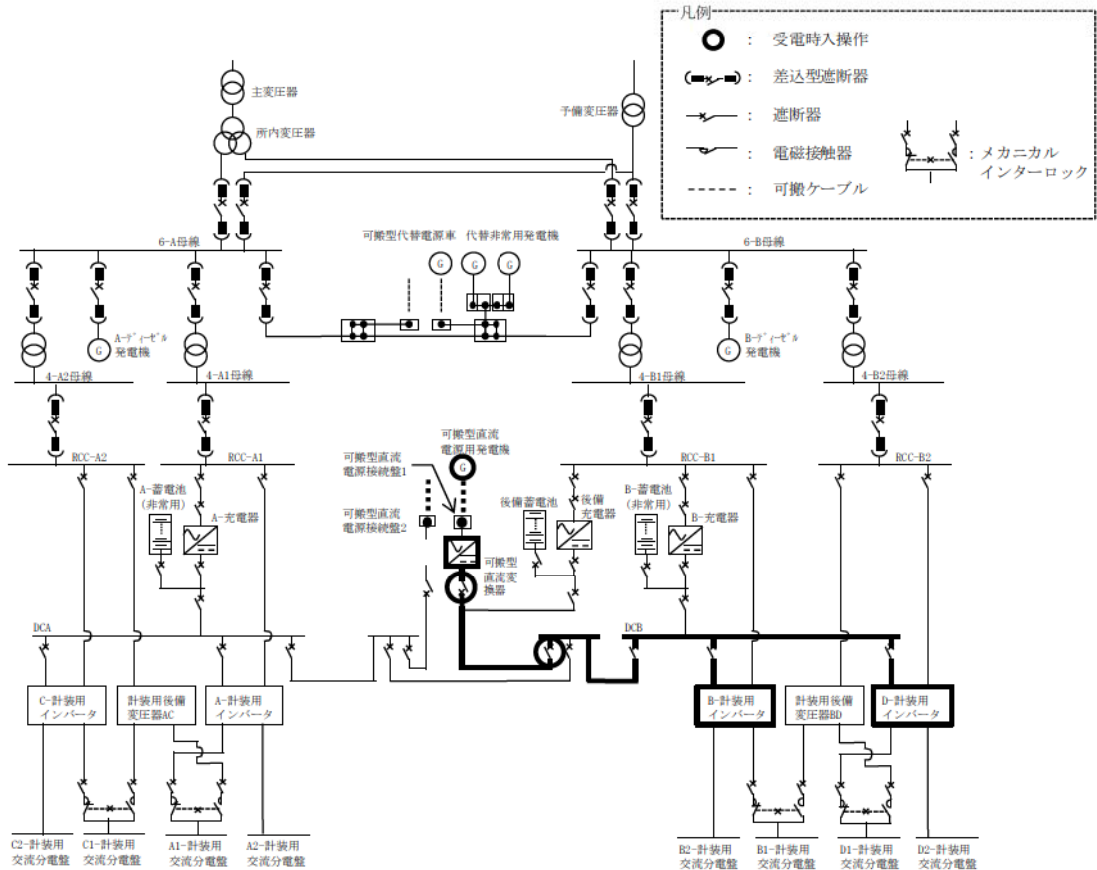 凡例
○ : 受電時入操作
: 差込型遮断器
: 遮断器
: 電磁接触器
: 可搬ケーブル
: メカニカル
インターロック
主変圧器
所内変圧器
予備変圧器
6-A母線
可搬型代替電源車
代替非常用発電機
6-B母線
G
G
G
A-ディーゼル
発電機
G
B-ディーゼル
発電機
G
4-A2母線
4-A1母線
4-B1母線
4-B2母線
RCC-A2
RCC-A1
RCC-B1
RCC-B2
可搬型直流
電源用発電機
G
可搬型直流
電源接続盤1
可搬型直流
電源接続盤2
A-蓄電池
(非常用)
A-充電器
後備蓄電池
後備
充電器
B-蓄電池
(非常用)
B-充電器
可搬型
直流変
換器
DCA
DCB
C-計装用
インバータ
計装用後備
変圧器AC
A-計装用
インバータ
B-計装用
インバータ
計装用後備
変圧器BD
D-計装用
インバータ
C2-計装用
交流分電盤
C1-計装用
交流分電盤
A1-計装用
交流分電盤
A2-計装用
交流分電盤
B2-計装用
交流分電盤
B1-計装用
交流分電盤
D1-計装用
交流分電盤
D2-計装用
交流分電盤